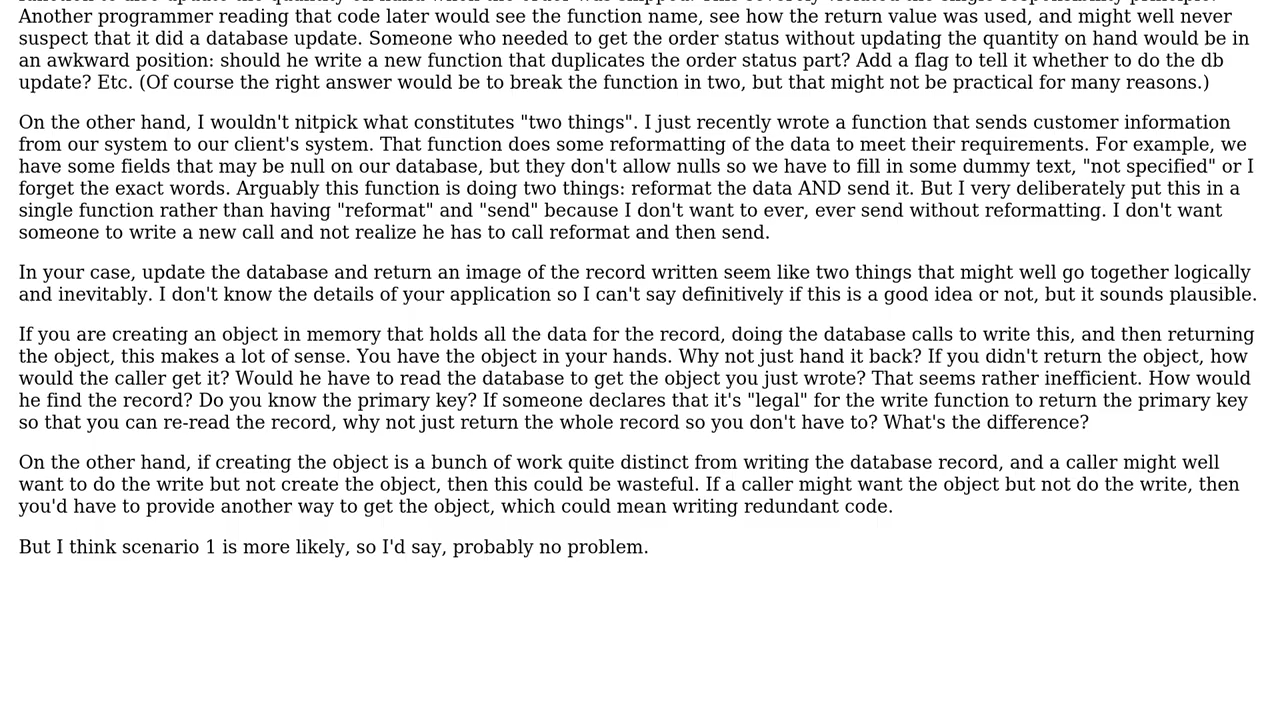 Another programmer reading that code later would see the function name, see how the return value was used, and might well never
suspect that it did a database update. Someone who needed to get the order status without updating the quantity on hand would be in
an awkward position: should he write a new function that duplicates the order status part? Add a flag to tell it whether to do the db
update? Etc. (Of course the right answer would be to break the function in two, but that might not be practical for many reasons.)
On the other hand, I wouldn't nitpick what constitutes "two things". I just recently wrote a function that sends customer information
from our system to our client's system. That function does some reformatting of the data to meet their requirements. For example, we
have some fields that may be null on our database, but they don't allow nulls so we have to fill in some dummy text, "not specified" or I
forget the exact words. Arguably this function is doing two things: reformat the data AND send it. But I very deliberately put this in a
single function rather than having "reformat" and "send" because I don't want to ever, ever send without reformatting. I don't want
someone to write a new call and not realize he has to call reformat and then send.
In your case, update the database and return an image of the record written seem like two things that might well go together logically
and inevitably. I don't know the details of your application so I can't say definitively if this is a good idea or not, but it sounds plausible.
If you are creating an object in memory that holds all the data for the record, doing the database calls to write this, and then returning
the object, this makes a lot of sense. You have the object in your hands. Why not just hand it back? If you didn't return the object, how
would the caller get it? Would he have to read the database to get the object you just wrote? That seems rather inefficient. How would
he find the record? Do you know the primary key? If someone declares that it's "legal" for the write function to return the primary key
so that you can re-read the record, why not just return the whole record so you don't have to? What's the difference?
On the other hand, if creating the object is a bunch of work quite distinct from writing the database record, and a caller might well
want to do the write but not create the object, then this could be wasteful. If a caller might want the object but not do the write, then
you'd have to provide another way to get the object, which could mean writing redundant code.
But I think scenario 1 is more likely, so I'd say, probably no problem.